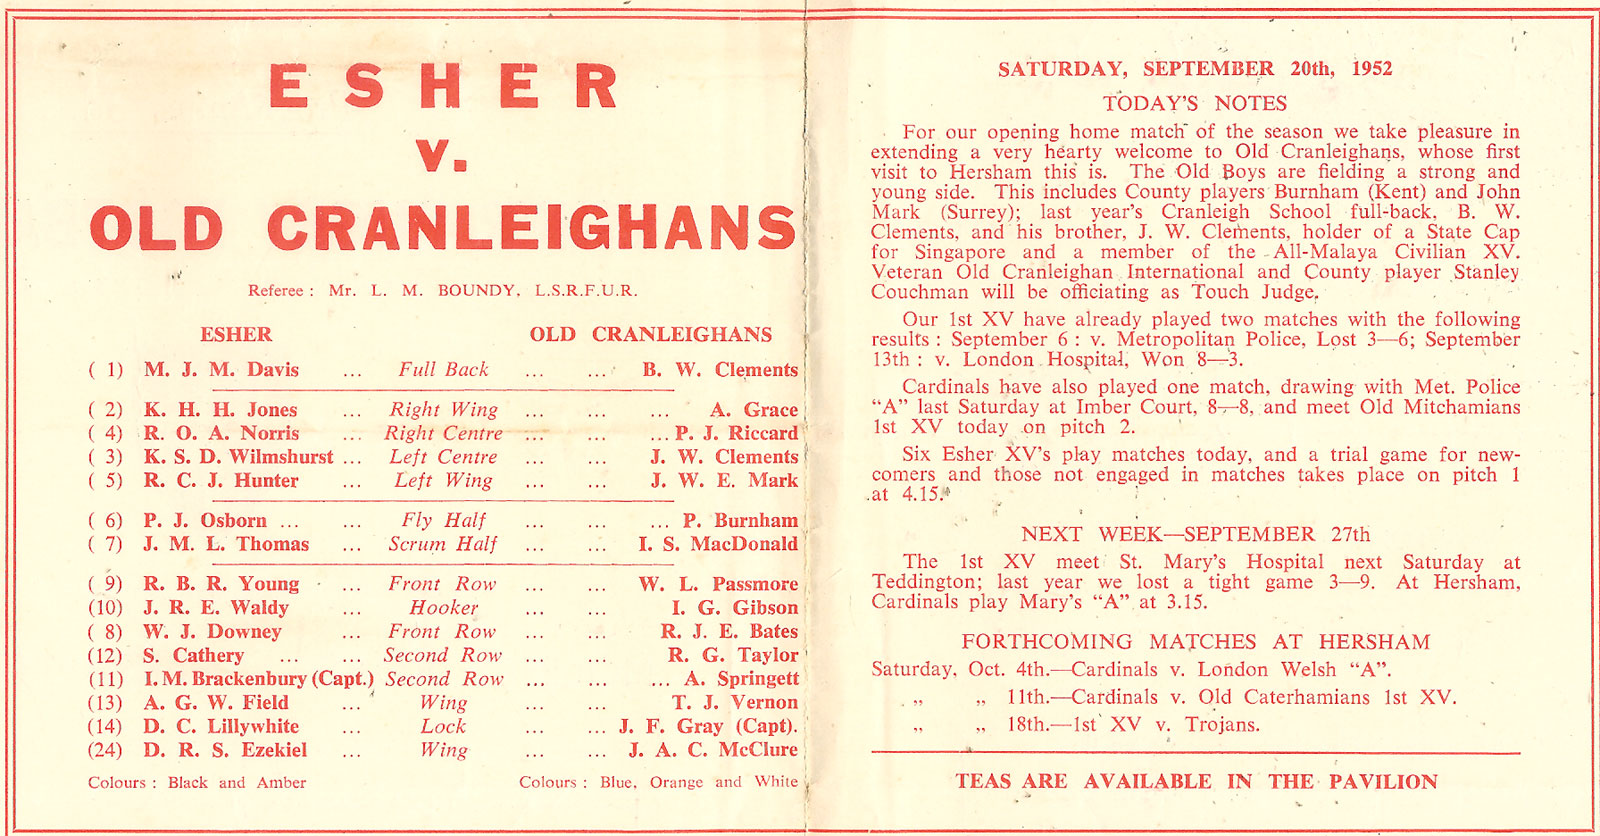 ESHER
v.
OLD CRANLEIGHANS
Referee : Mr. L. M. BOUNDY, L.S.R.F.U.R.
ESHER OLD CRANLEIGHANS
( 1) M. J. M. Davis ... Full Back ... ... B. W. Clements
( 2) K. H. H. Jones ... Right Wing ... ... ... A. Grace
( 4) R. O. A. Norris ... Right Centre ... ... ... P. J. Riccard
( 3) K. S. D. Wilmshurst ... Left Centre ... ... J. W. Clements
( 5) R. C. J. Hunter ... Left Wing ... ... J. W. E. Mark
( 6) P. J. Osborn ... ... Fly Half ... ... ... P. Burnham
( 7) J. M. L. Thomas ... Scrum Half ... ... I. S. MacDonald
( 9) R. B. R. Young ... Front Row ... ... W. L. Passmore
(10) J. R. E. Waldy ... Hooker ... ... I. G. Gibson
( 8) W. J. Downey ... Front Row ... ... R. J. E. Bates
(12) S. Cathery ... ... Second Row ... ... R. G. Taylor
(11) I. M. Brackenbury (Capt.) Second Row ... ... ... A. Springett
(13) A. G. W. Field ... Wing ... ... T. J. Vernon
(14) D. C. Lillywhite ... Lock ... ... J. F. Gray (Capt).
(24) D. R. S. Ezekiel ... Wing ... ... J. A. C. McClure
Colours : Black and Amber Colours : Blue, Orange and White
SATURDAY, SEPTEMBER 20th, 1952
TODAY'S NOTES
For our opening home match of the season we take pleasure in
extending a very hearty welcome to Old Cranleighans, whose first
visit to Hersham this is. The Old Boys are fielding a strong and
young side. This includes County players Burnham (Kent) and John
Mark (Surrey); last year's Cranleigh School full-back, B. W.
Clements, and his brother, J. W. Clements, holder of a State Cap
for Singapore and a member of the All-Malaya Civilian XV.
Veteran Old Cranleighan International and County player Stanley
Couchman will be officiating as Touch Judge.
Our 1st XV have already played two matches with the following
results : September 6 : v. Metropolitan Police, Lost 3—6; September
13th : v. London Hospital, Won 8—3.
Cardinals have also played one match, drawing with Met. Police
"A" last Saturday at Imber Court, 8—8, and meet Old Mitchamians
1st XV today on pitch 2.
Six Esher XV's play matches today, and a trial game for new-
comers and those not engaged in matches takes place on pitch 1
at 4.15.
NEXT WEEK—SEPTEMBER 27th
The 1st XV meet St. Mary's Hospital next Saturday at
Teddington; last year we lost a tight game 3—9. At Hersham,
Cardinals play Mary's "A" at 3.15.
FORTHCOMING MATCHES AT HERSHAM
Saturday, Oct. 4th.—Cardinals v. London Welsh "A".
„ „ 11th.—Cardinals v. Old Caterhamians 1st XV.
„ „ 18th.—1st XV v. Trojans.
TEAS ARE AVAILABLE IN THE PAVILION